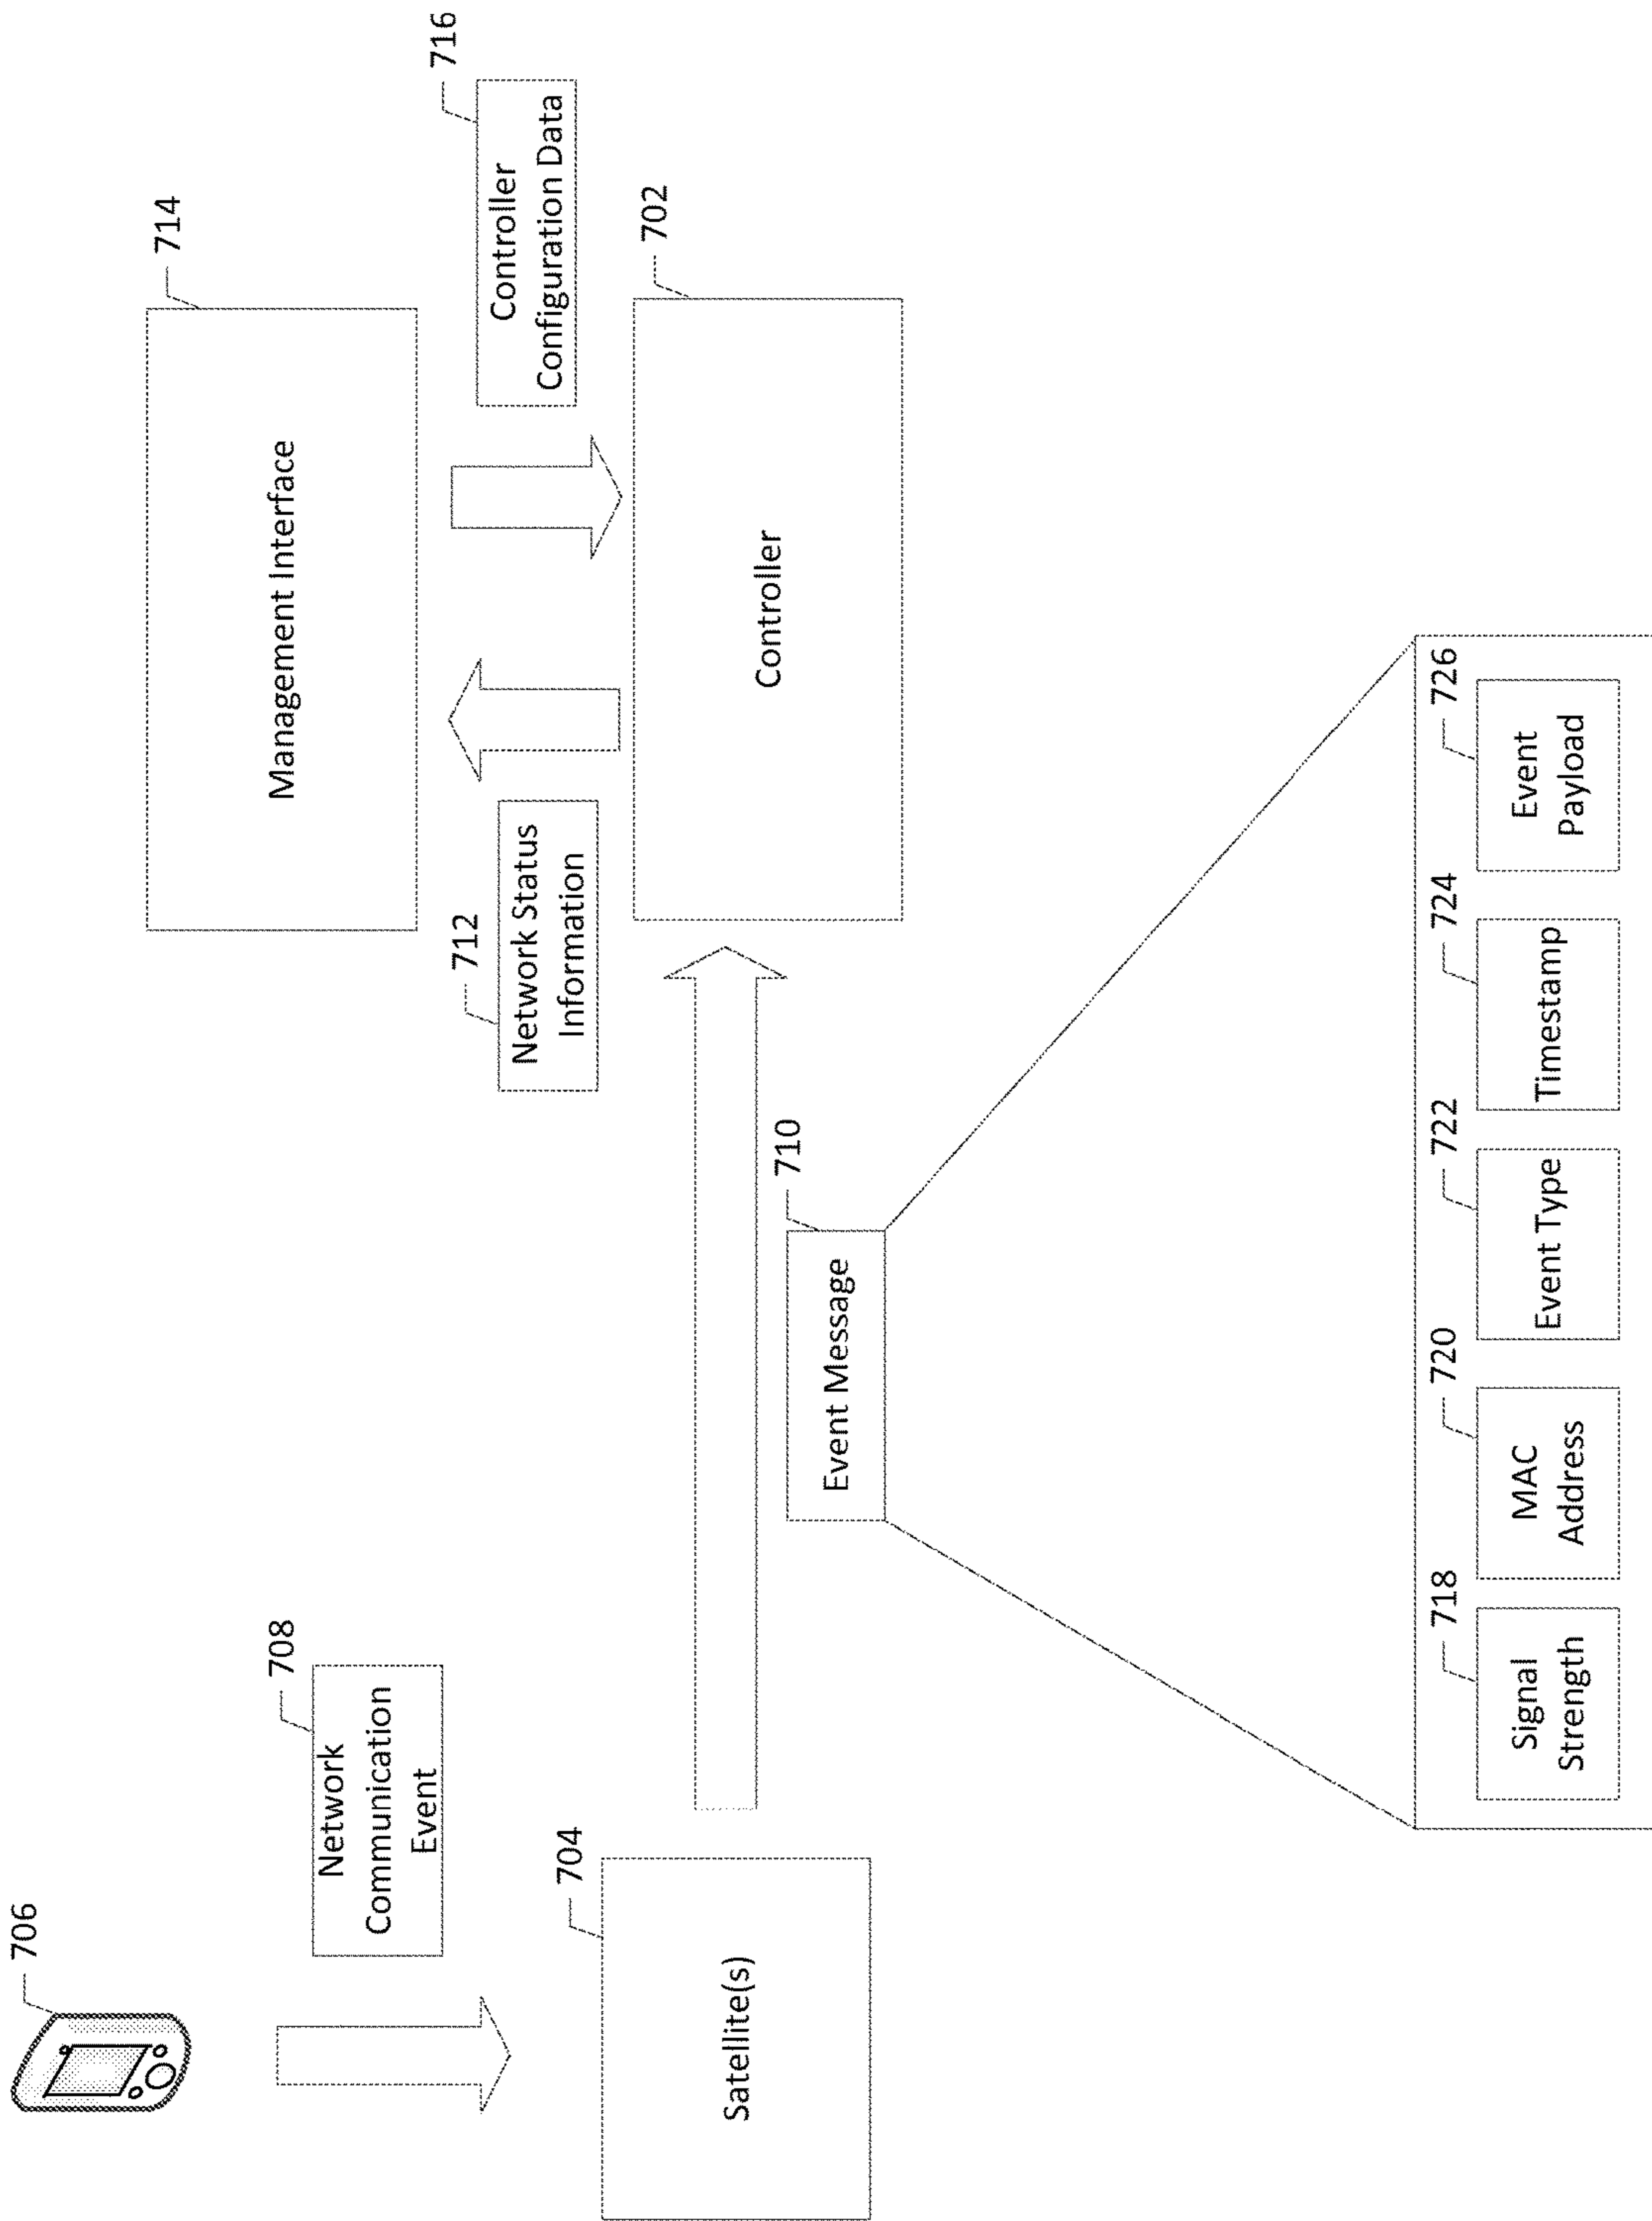 706
708
Network
Communication
Event
704
Satellite(s)
714
Management Interface
712
Network Status
Information
716
Controller
Configuration Data
702
Controller
710
Event Message
718
Signal
Strength
720
MAC
Address
722
Event Type
724
Timestamp
726
Event
Payload